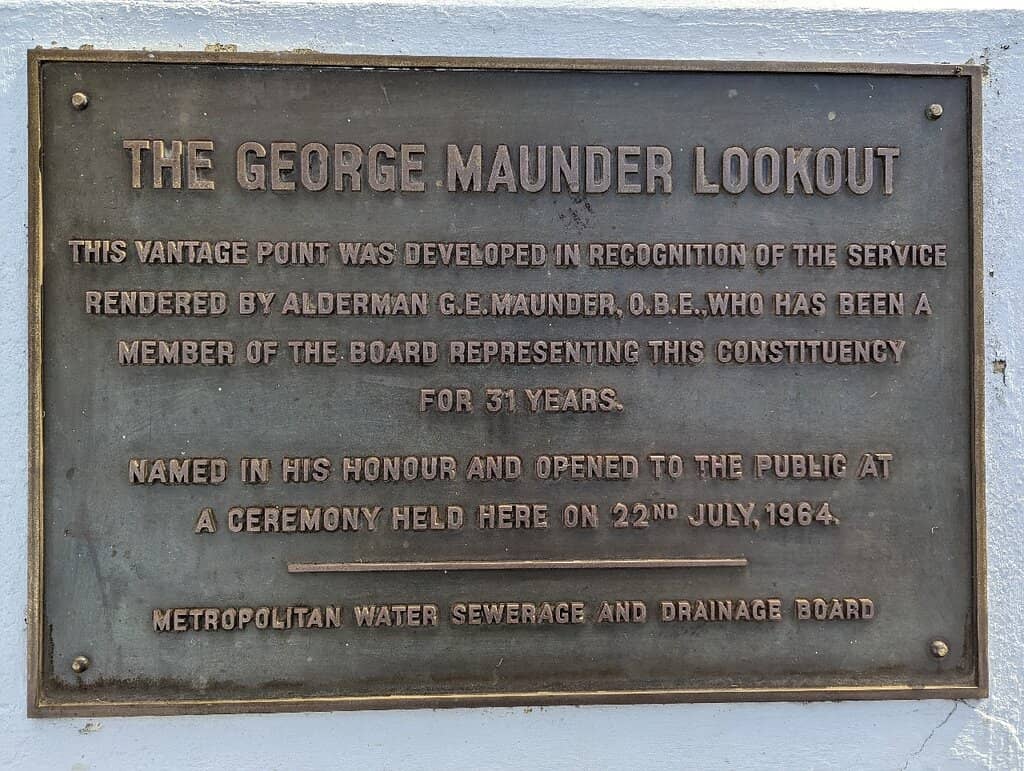 THE GEORGE MAUNDER LOOKOUT
THIS VANTAGE POINT WAS DEVELOPED IN RECOGNITION OF THE SERVICE
RENDERED BY ALDERMAN G.E. MAUNDER, O.B.E., WHO HAS BEEN A
MEMBER OF THE BOARD REPRESENTING THIS CONSTITUENCY
FOR 31 YEARS.
NAMED IN HIS HONOUR AND OPENED TO THE PUBLIC AT
A CEREMONY HELD HERE ON 22ND JULY, 1964.
METROPOLITAN WATER SEWERAGE AND DRAINAGE BOARD